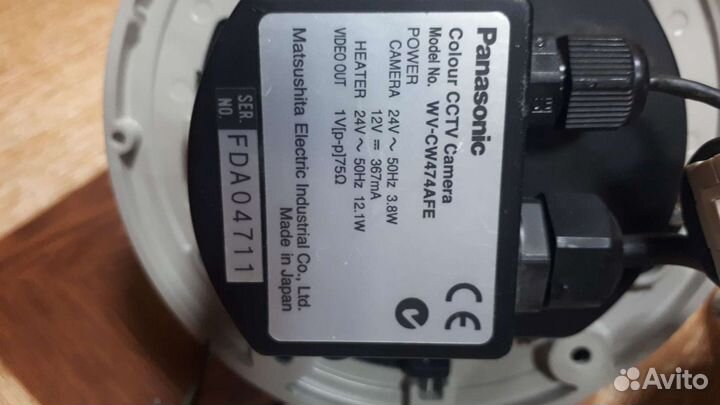 Panasonic
Colour CCTV Camera
Model No. WV-CW474AFE
POWER
CAMERA 24V ~ 50Hz 3.8W
12V ⎓ 367mA
HEATER 24V ~ 50Hz 12.1W
VIDEO OUT 1V[p-p]75Ω
Matsushita Electric Industrial Co., Ltd.
Made in Japan
SER. NO. FDA04711
CE
Avito